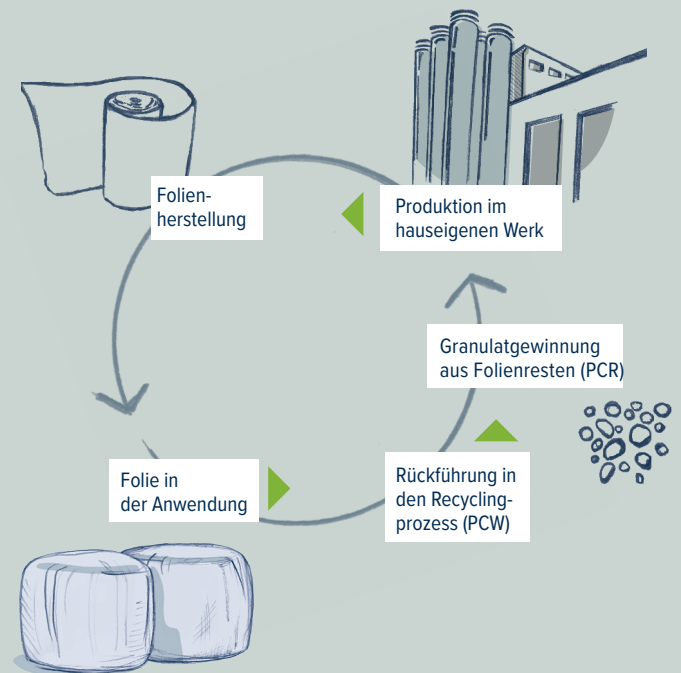 Folien-
herstellung
Produktion im
hauseigenen Werk
Granulatgewinnung
aus Folienresten (PCR)
Folie in
der Anwendung
Rückführung in
den Recycling-
prozess (PCW)